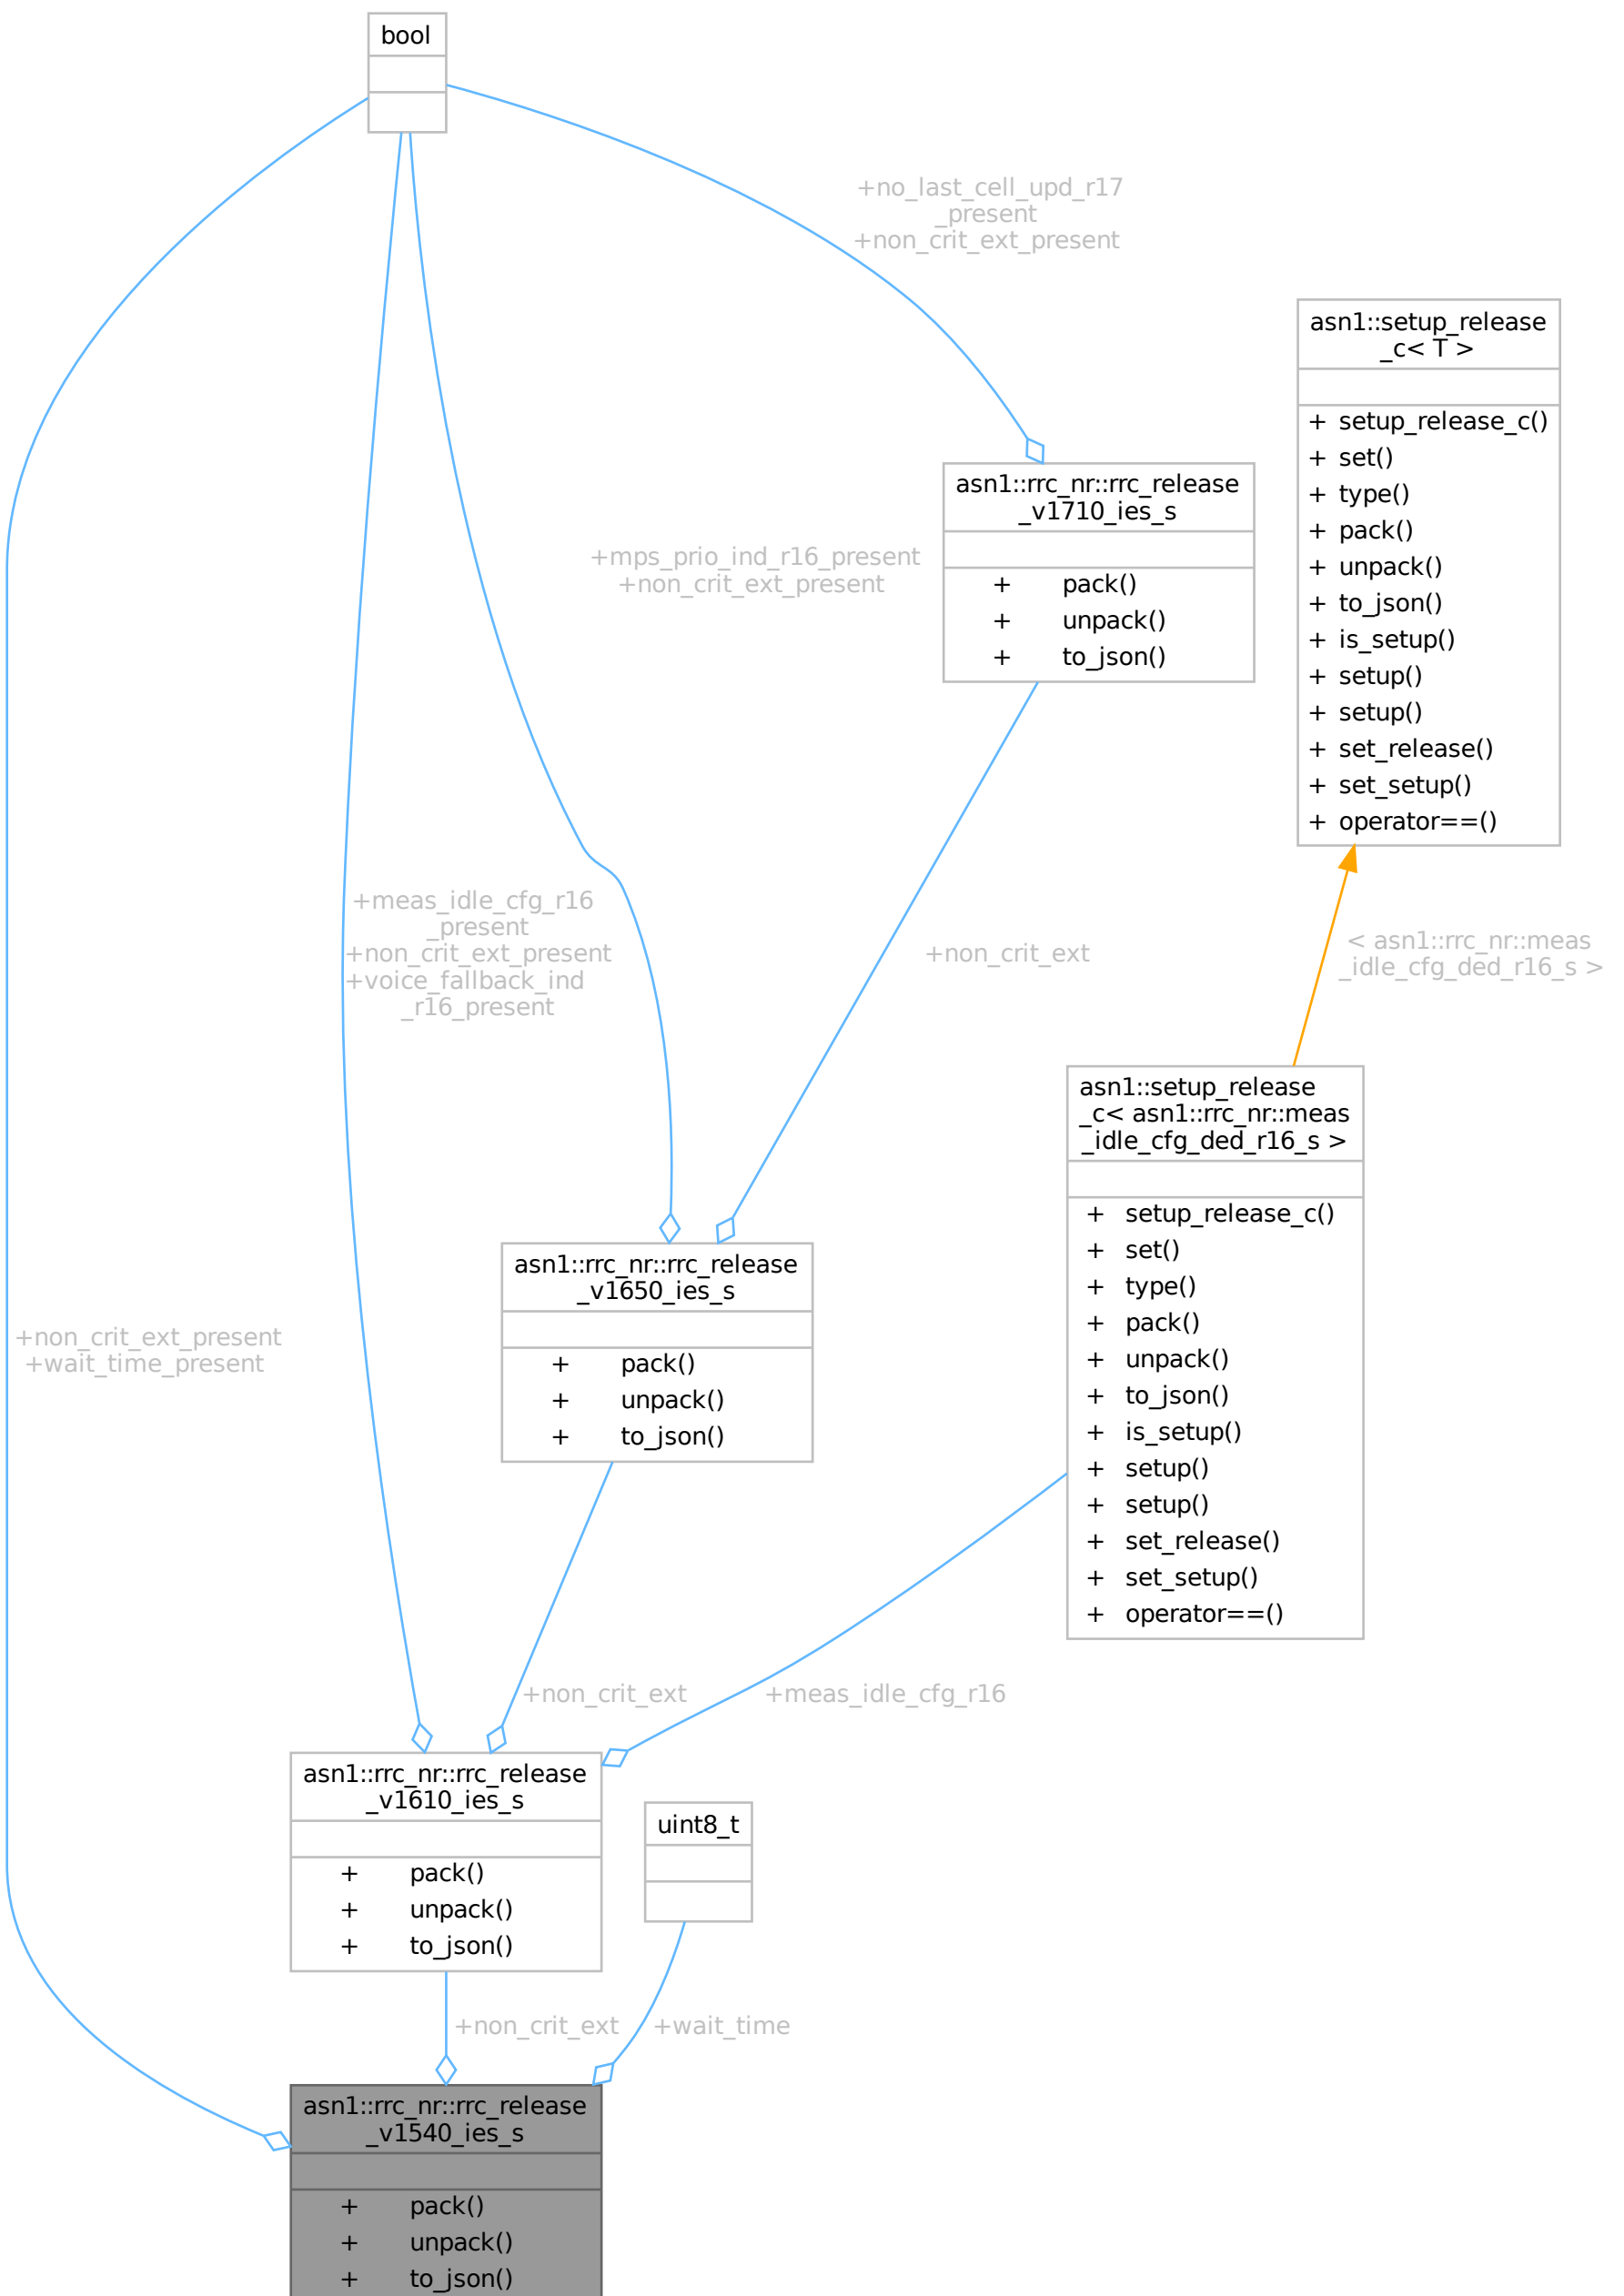 bool
+no_last_cell_upd_r17
_present
+non_crit_ext_present
asn1::setup_release
_c< T >
+ setup_release_c()
+ set()
+ type()
+ pack()
+ unpack()
+ to_json()
+ is_setup()
+ setup()
+ setup()
+ set_release()
+ set_setup()
+ operator==()
asn1::rrc_nr::rrc_release
_v1710_ies_s
+ pack()
+ unpack()
+ to_json()
+mps_prio_ind_r16_present
+non_crit_ext_present
+meas_idle_cfg_r16
_present
+non_crit_ext_present
+voice_fallback_ind
_r16_present
+non_crit_ext
< asn1::rrc_nr::meas
_idle_cfg_ded_r16_s >
asn1::setup_release
_c< asn1::rrc_nr::meas
_idle_cfg_ded_r16_s >
+ setup_release_c()
+ set()
+ type()
+ pack()
+ unpack()
+ to_json()
+ is_setup()
+ setup()
+ setup()
+ set_release()
+ set_setup()
+ operator==()
asn1::rrc_nr::rrc_release
_v1650_ies_s
+ pack()
+ unpack()
+ to_json()
+non_crit_ext_present
+wait_time_present
+non_crit_ext
+meas_idle_cfg_r16
asn1::rrc_nr::rrc_release
_v1610_ies_s
+ pack()
+ unpack()
+ to_json()
uint8_t
+non_crit_ext
+wait_time
asn1::rrc_nr::rrc_release
_v1540_ies_s
+ pack()
+ unpack()
+ to_json()